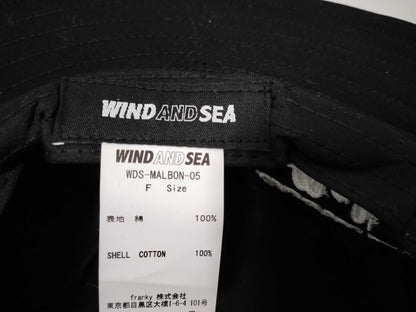 WIND AND SEA
WIND AND SEA
WDS-MALBON-05
F Size
表地 綿 100%
SHELL COTTON 100%
franky 株式会社
東京都目黒区大橋1-6-4 101号